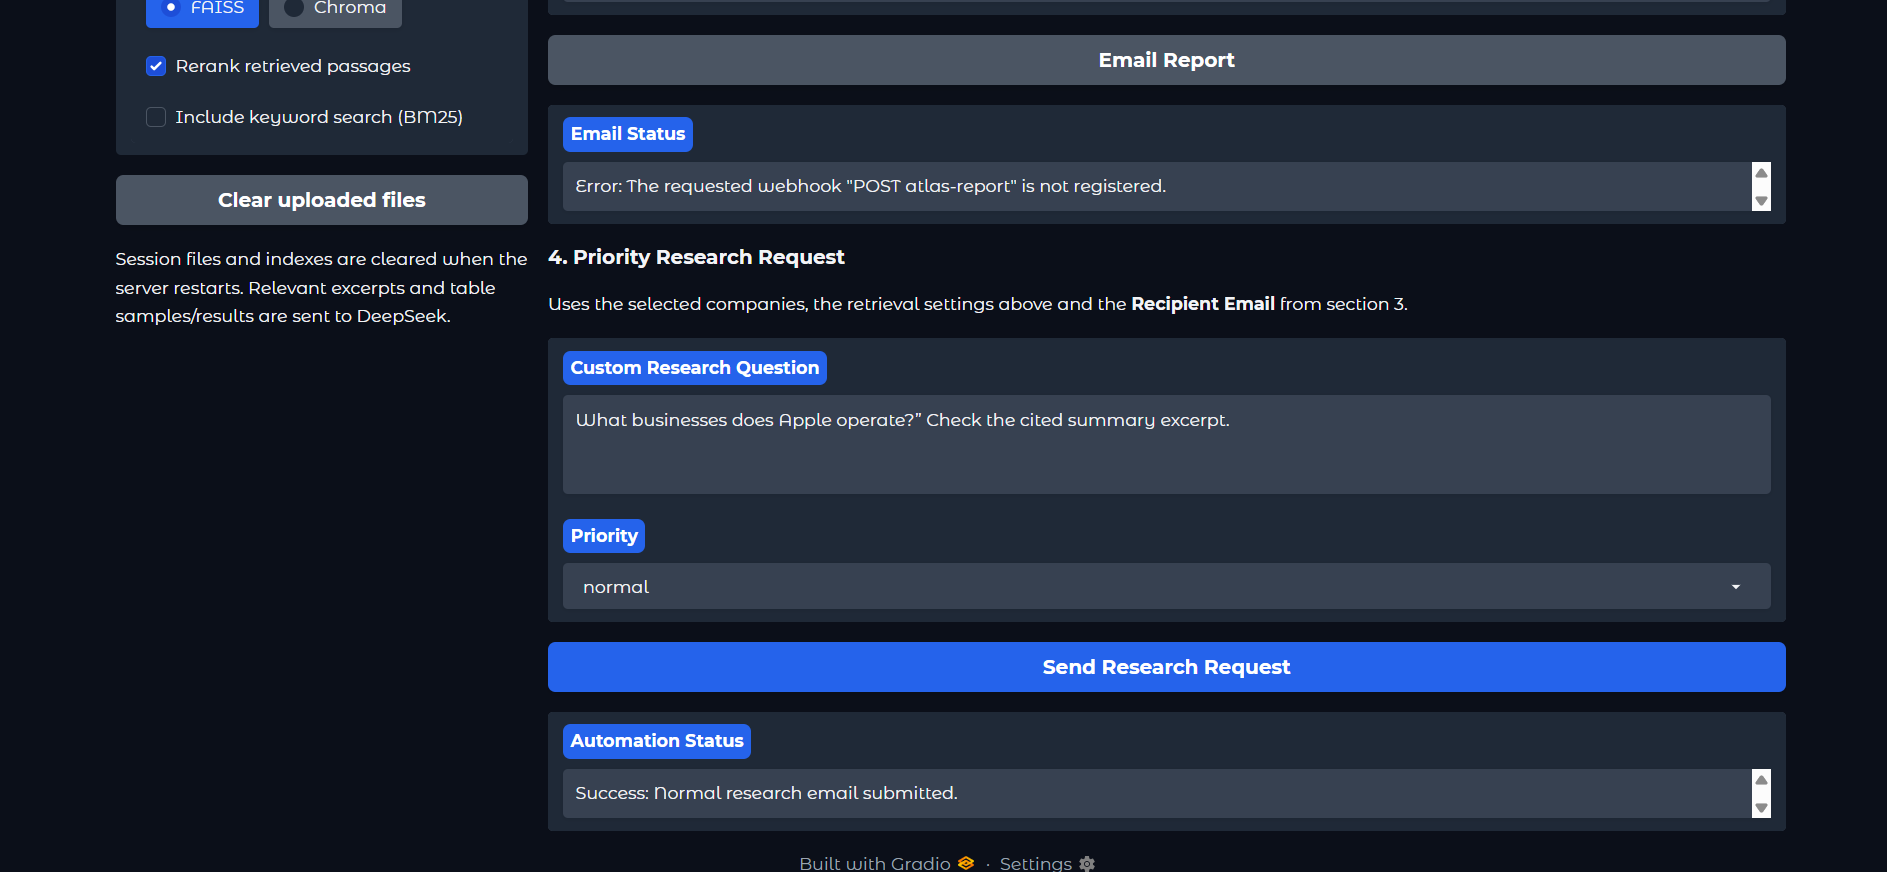 FAISS
Chroma
Rerank retrieved passages
Include keyword search (BM25)
Clear uploaded files
Session files and indexes are cleared when the
server restarts. Relevant excerpts and table
samples/results are sent to DeepSeek.
Email Report
Email Status
Error: The requested webhook "POST atlas-report" is not registered.
4. Priority Research Request
Uses the selected companies, the retrieval settings above and the Recipient Email from section 3.
Custom Research Question
What businesses does Apple operate?” Check the cited summary excerpt.
Priority
normal
Send Research Request
Automation Status
Success: Normal research email submitted.
Built with Gradio · Settings